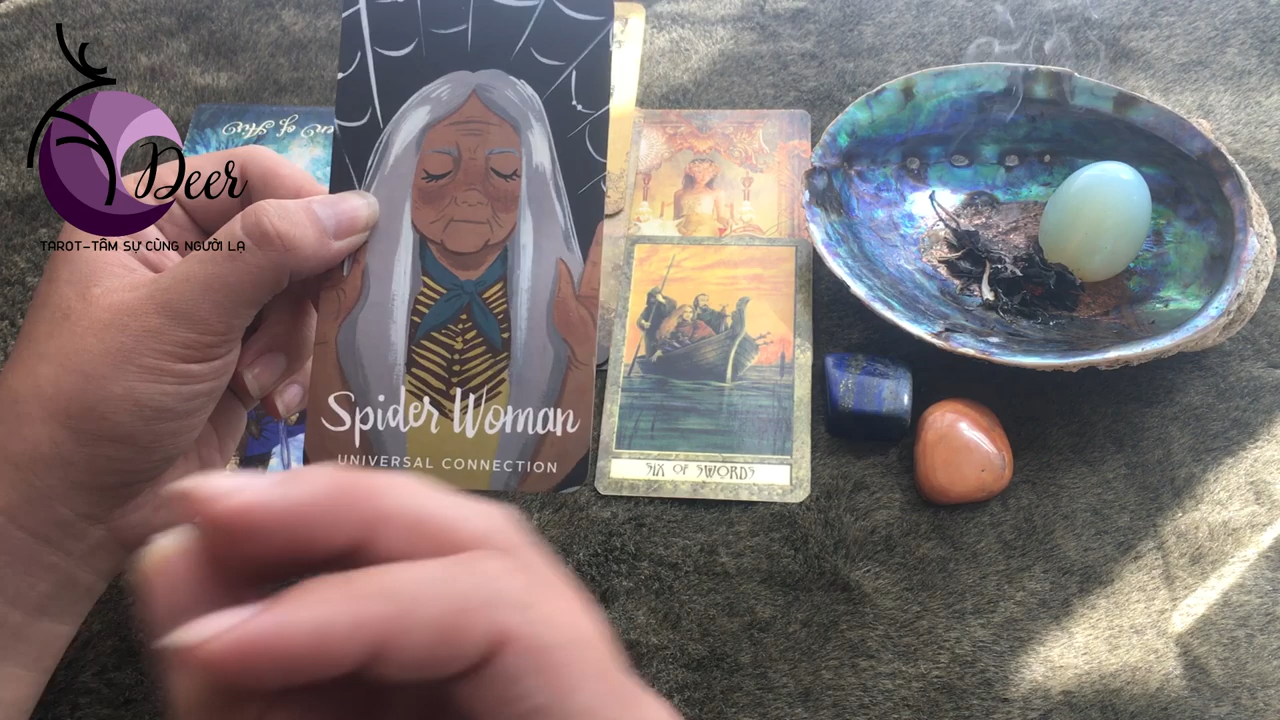 Deer
TAROT-TÂM SỰ CÙNG NGƯỜI LẠ
Spider Woman
UNIVERSAL CONNECTION
SIX OF SWORDS